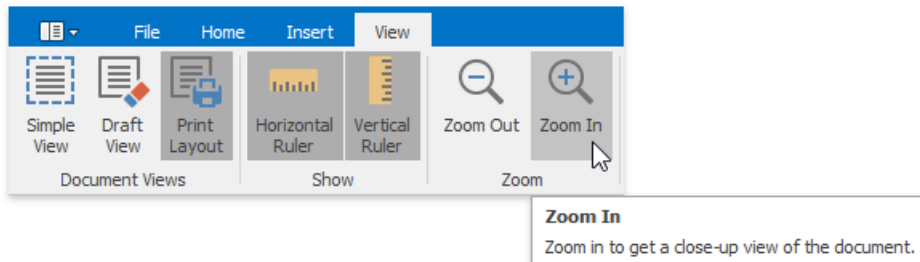 File Home Insert View
Simple View
Draft View
Print Layout
Horizontal Ruler
Vertical Ruler
Zoom Out
Zoom In
Document Views
Show
Zoom
Zoom In
Zoom in to get a close-up view of the document.